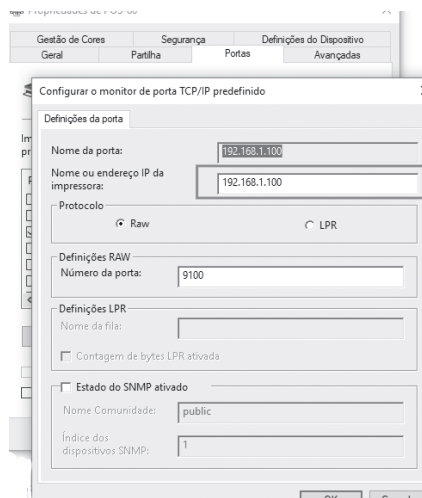 Gestão de Cores Segurança Definições do Dispositivo
Geral Partilha Portas Avançadas
Configurar o monitor de porta TCP/IP predefinido
Definições da porta
Nome da porta: 192.168.1.100
Nome ou endereço IP da
impressora: 192.168.1.100
Protocolo
Raw LPR
Definições RAW
Número da porta: 9100
Definições LPR
Nome da fila:
Contagem de bytes LPR ativada
Estado do SNMP ativado
Nome Comunidade: public
Índice dos
dispositivos SNMP: 1